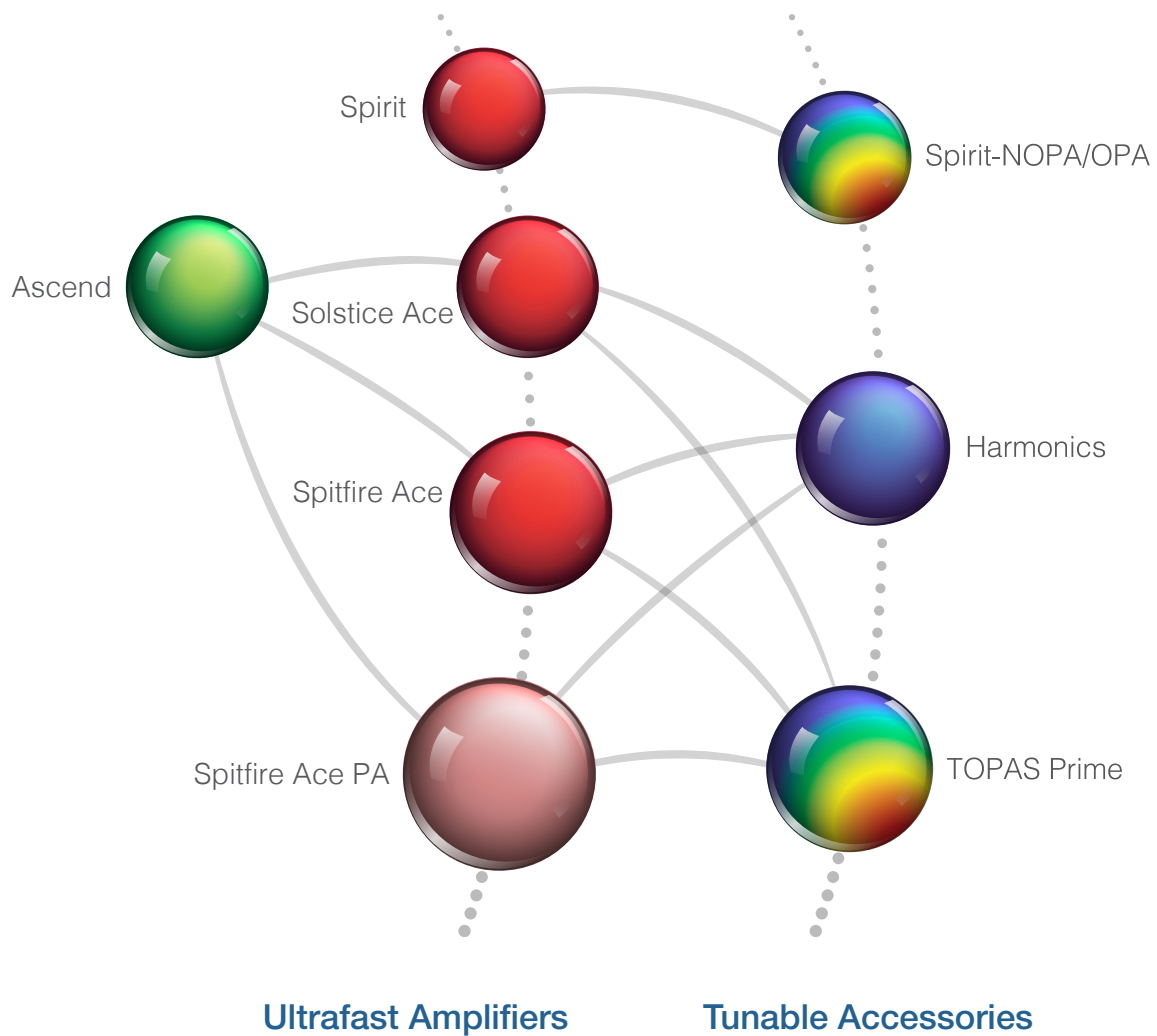 Spirit
Spirit-NOPA/OPA
Ascend
Solstice Ace
Harmonics
Spitfire Ace
Spitfire Ace PA
TOPAS Prime
Ultrafast Amplifiers
Tunable Accessories